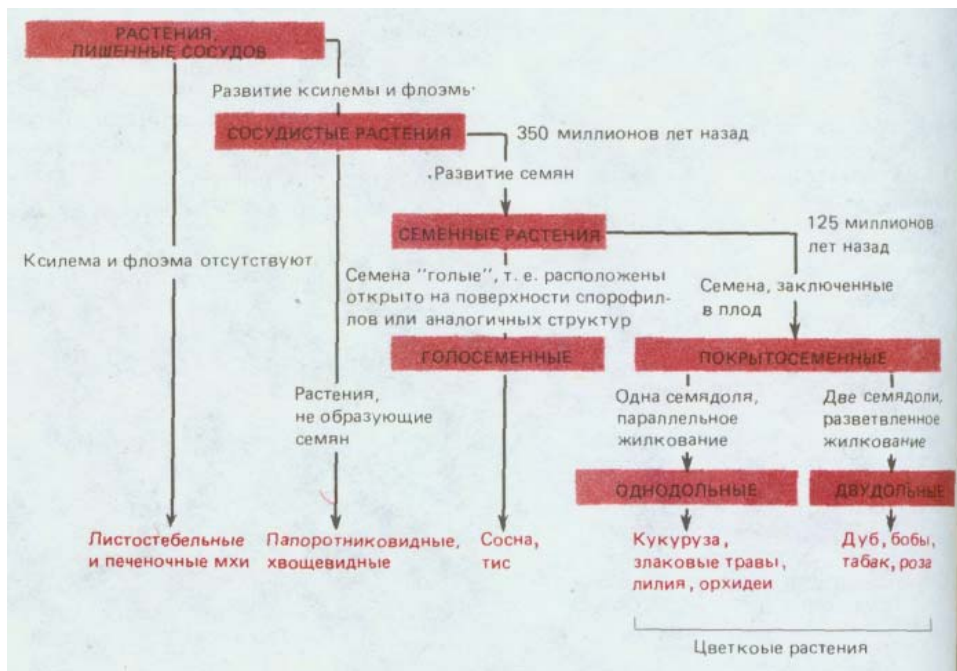 РАСТЕНИЯ,
ЛИШЕННЫЕ СОСУДОВ
Развитие ксилемы и флоэмь
СОСУДИСТЫЕ РАСТЕНИЯ
350 миллионов лет назад
Развитие семян
СЕМЕННЫЕ РАСТЕНИЯ
125 миллионов
лет назад
Ксилема и флоэма отсутствуют
Семена "голые", т. е. расположены
открыто на поверхности спорофил-
лов или аналогичных структур
Семена, заключенные
в плод
ГОЛОСЕМЕННЫЕ
ПОКРЫТОСЕМЕННЫЕ
Растения,
не образующие
семян
Одна семядоля,
параллельное
жилкование
Две семядоли,
разветвленное
жилкование
ОДНОДОЛЬНЫЕ
ДВУДОЛЬНЫЕ
Листостебельные
и печеночные мхи
Папоротниковидные,
хвощевидные
Сосна,
тис
Кукуруза,
злаковые травы,
лилия, орхидеи
Дуб, бобы,
табак, роза
Цветкоые растения